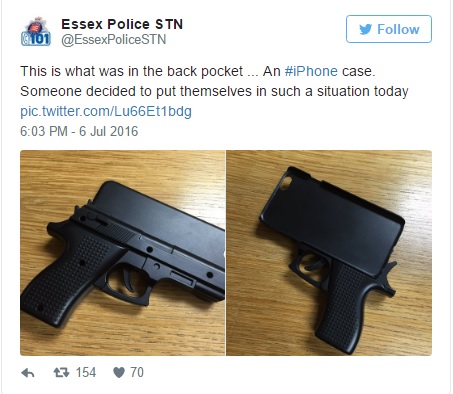 Essex Police STN
@EssexPoliceSTN
Follow
101
This is what was in the back pocket ... An #iPhone case.
Someone decided to put themselves in such a situation today
pic.twitter.com/Lu66Et1bdg
6:03 PM - 6 Jul 2016
154
70